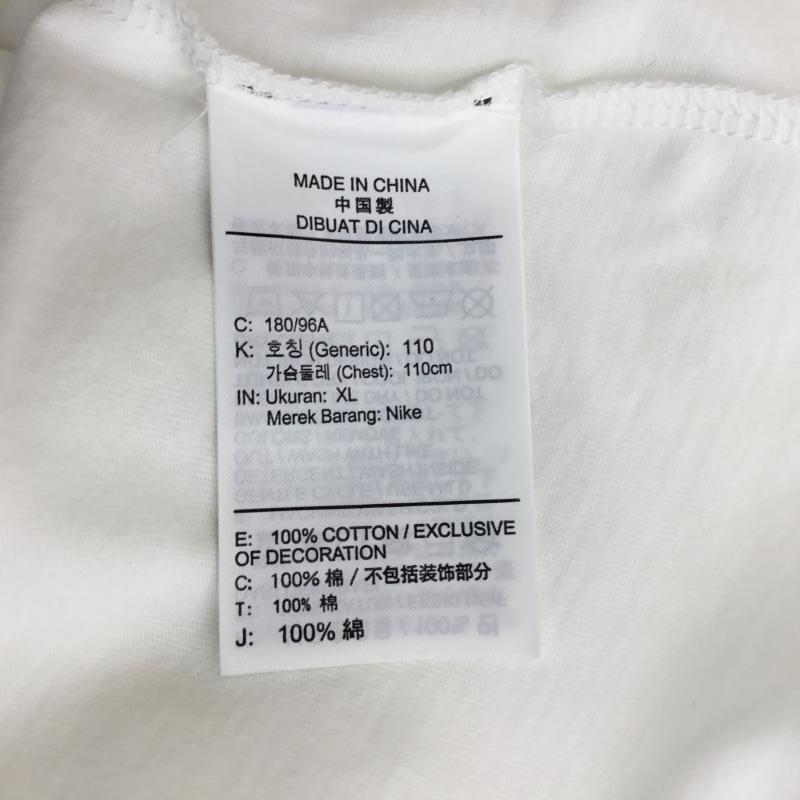 MADE IN CHINA
中国製
DIBUAT DI CINA
C: 180/96A
K: 호칭 (Generic): 110
가슴둘레 (Chest): 110cm
IN: Ukuran: XL
Merek Barang: Nike
E: 100% COTTON / EXCLUSIVE
OF DECORATION
C: 100% 棉 / 不包括装饰部分
T: 100% 棉
J: 100% 綿